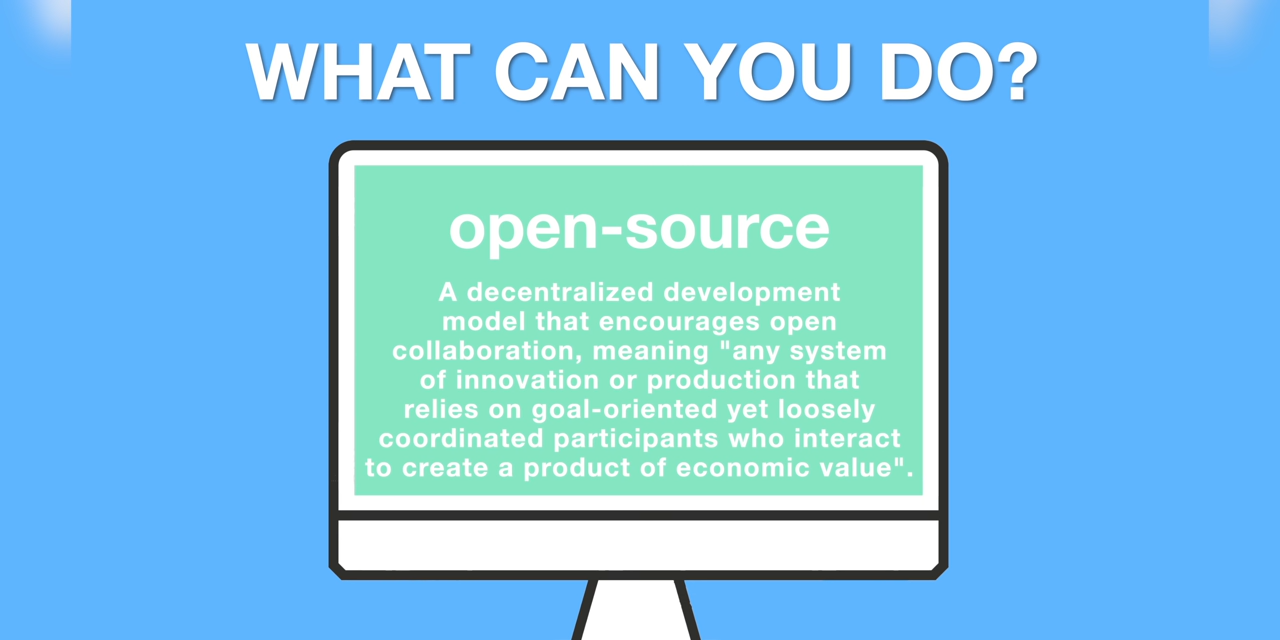 WHAT CAN YOU DO?
open-source
A decentralized development
model that encourages open
collaboration, meaning "any system
of innovation or production that
relies on goal-oriented yet loosely
coordinated participants who interact
to create a product of economic value".